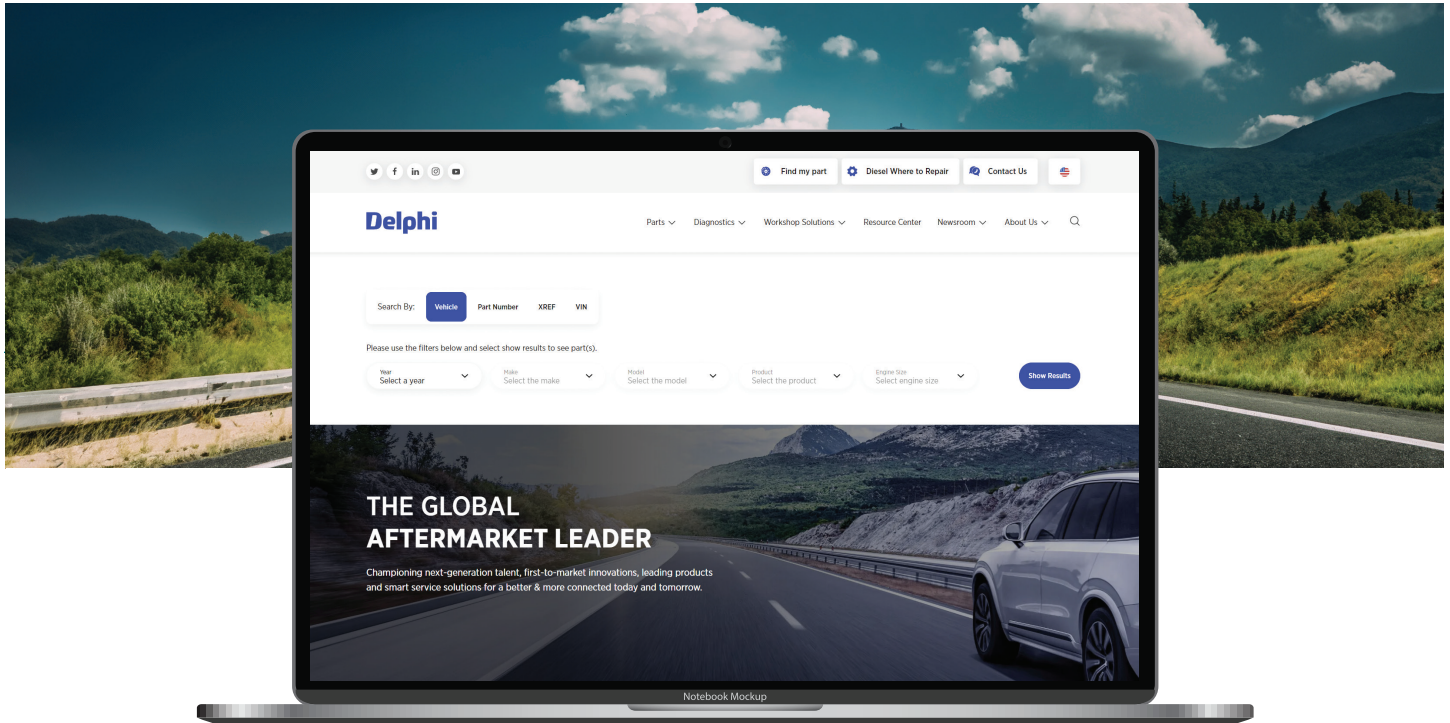 Find my part
Diesel Where to Repair
Contact Us
Delphi
Parts
Diagnostics
Workshop Solutions
Resource Center
Newsroom
About Us
Search By:
Vehicle
Part Number
XREF
VIN
Please use the filters below and select show results to see part(s).
Year
Select a year
Make
Select the make
Model
Select the model
Product
Select the product
Engine Size
Select engine size
Show Results
THE GLOBAL
AFTERMARKET LEADER
Championing next-generation talent, first-to-market innovations, leading products
and smart service solutions for a better & more connected today and tomorrow.
Notebook Mockup